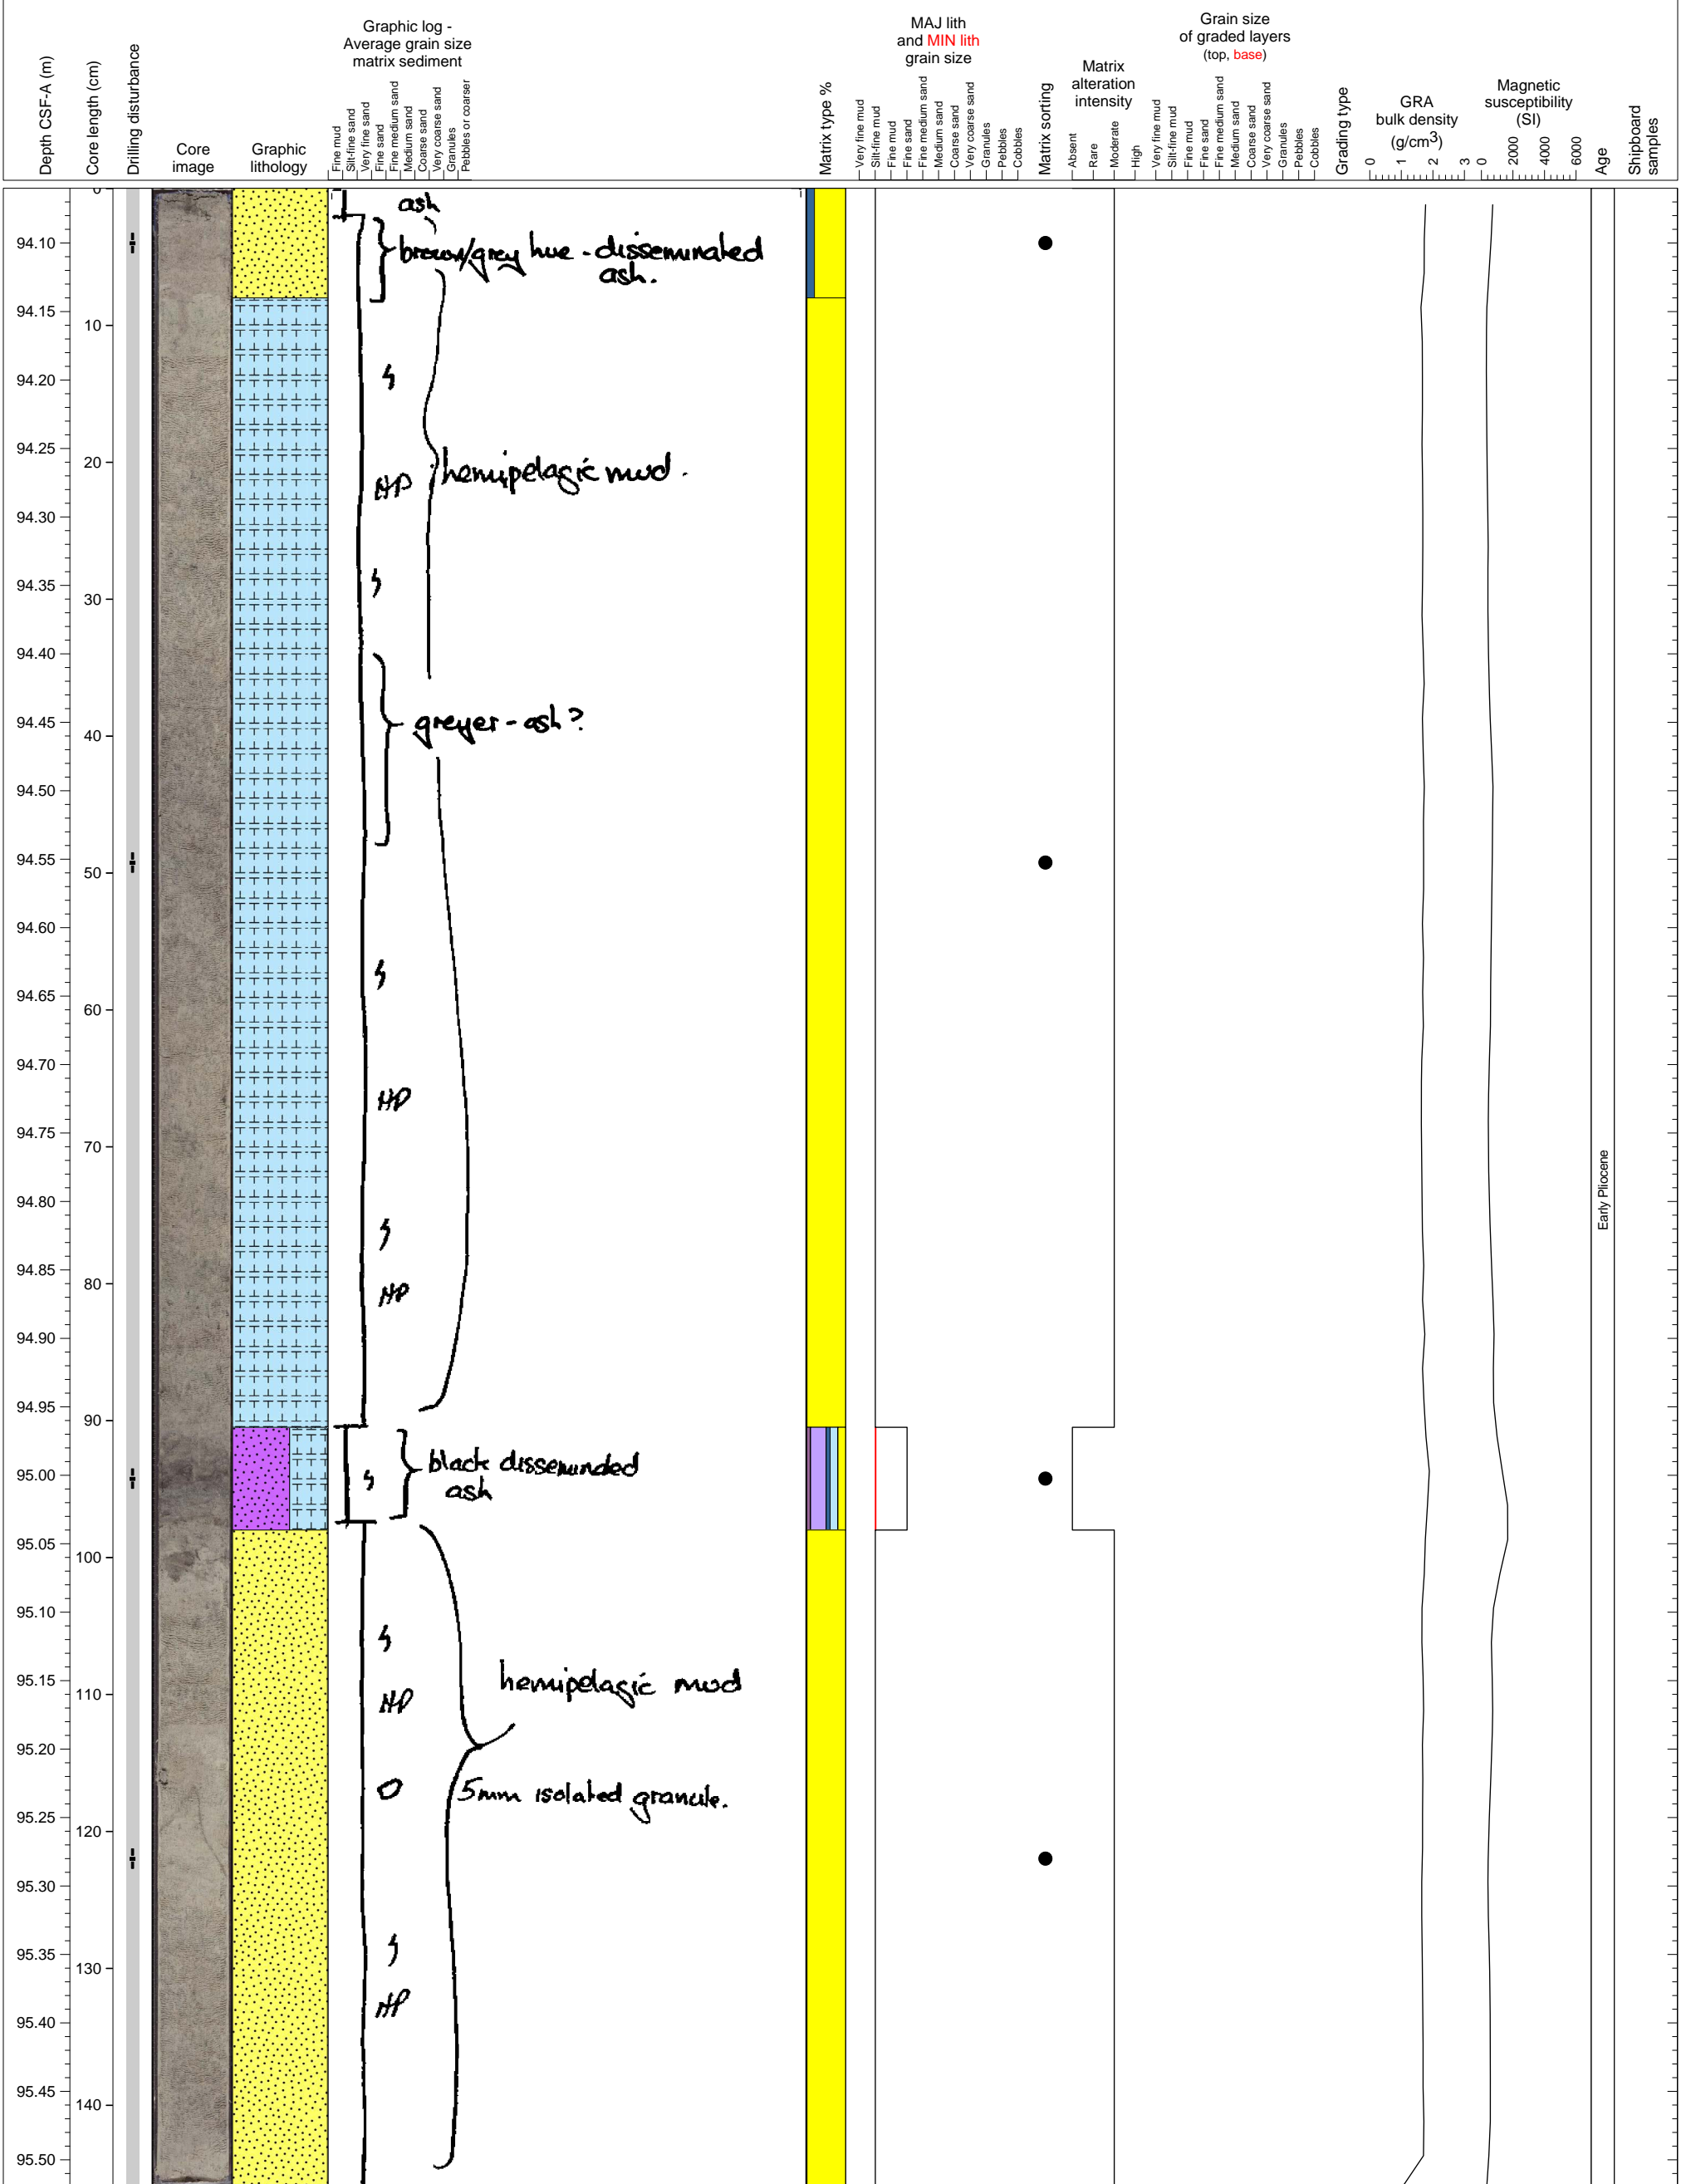 Depth CSF-A (m)
Core length (cm)
Drilling disturbance
Core
image
Graphic
lithology
Graphic log -
Average grain size
matrix sediment
Fine mud
Silt-fine sand
Very fine sand
Fine sand
Fine medium sand
Medium sand
Coarse sand
Very coarse sand
Granules
Pebbles or coarser
Matrix type %
MAJ lith
and MIN lith
grain size
Very fine mud
Silt-fine mud
Fine mud
Fine sand
Fine medium sand
Medium sand
Coarse sand
Very coarse sand
Granules
Pebbles
Cobbles
Matrix sorting
Matrix
alteration
intensity
Absent
Rare
Moderate
High
Grain size
of graded layers
(top, base)
Very fine mud
Silt-fine mud
Fine mud
Fine sand
Fine medium sand
Medium sand
Coarse sand
Very coarse sand
Granules
Pebbles
Cobbles
Grading type
GRA
bulk density
(g/cm3)
0 1 2 3
Magnetic
susceptibility
(SI)
0 2000 4000 6000
Age
Shipboard
samples
0
ash
94.10
brown/grey hue - disseminated
ash.
94.15
10
94.20
94.25
20
hemipelagic mud.
HP
94.30
94.35
30
94.40
greyer - ash?
94.45
40
94.50
94.55
50
94.60
94.65
60
94.70
HP
94.75
70
94.80
Early Pliocene
94.85
80
HP
94.90
94.95
90
black disseminded
95.00
ash
95.05
100
95.10
95.15
hemipelagic mud
110
HP
95.20
5mm isolated granule.
95.25
120
95.30
95.35
130
HP
95.40
95.45
140
95.50